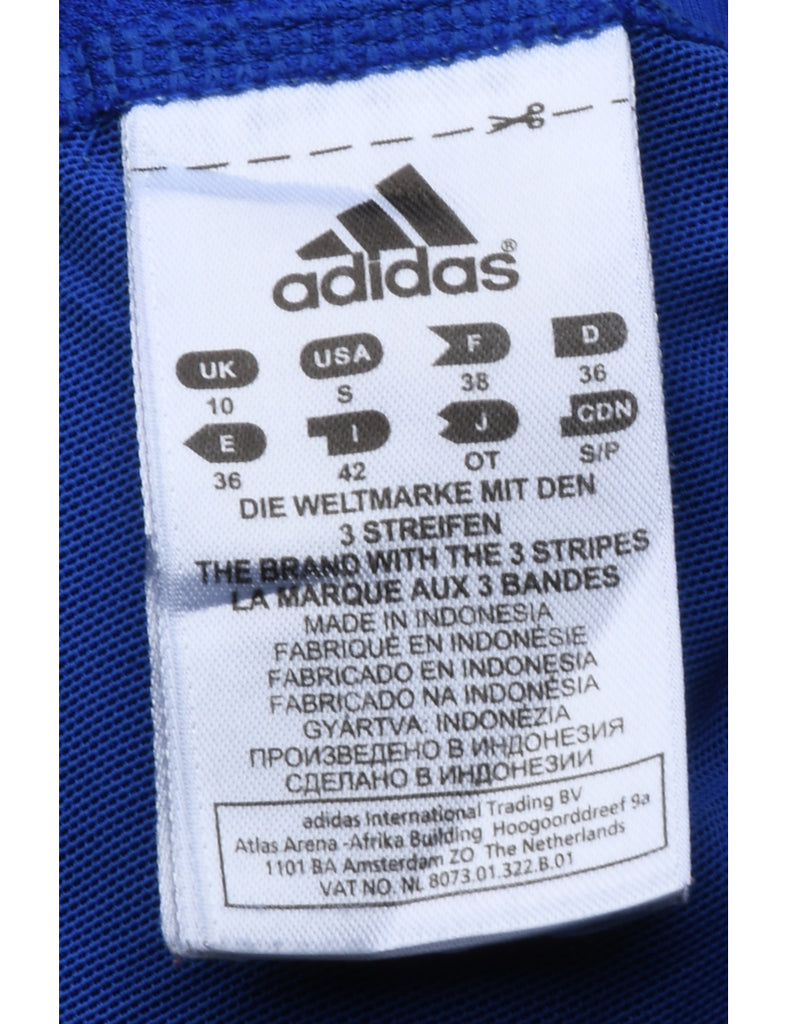 adidas®
UK USA F D
10 S 38 36
E I J CDN
36 42 OT S/P
DIE WELTMARKE MIT DEN
3 STREIFEN
THE BRAND WITH THE 3 STRIPES
LA MARQUE AUX 3 BANDES
MADE IN INDONESIA
FABRIQUÉ EN INDONÉSIE
FABRICADO EN INDONESIA
FABRICADO NA INDONÉSIA
GYÁRTVA: INDONÉZIA
ПРОИЗВЕДЕНО В ИНДОНЕЗИЯ
СДЕЛАНО В ИНДОНЕЗИИ
adidas International Trading BV
Atlas Arena -Afrika Building Hoogoorddreef 9a
1101 BA Amsterdam ZO The Netherlands
VAT NO. NL 8073.01.322.B.01